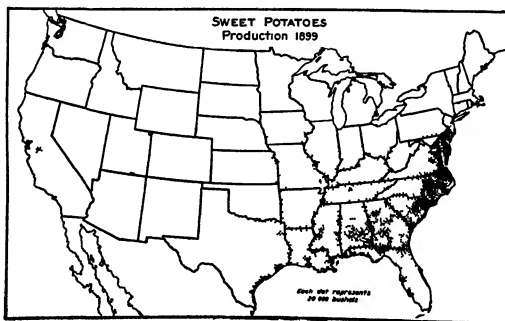 SWEET POTATOES
Production 1899
Each dot represents
20 000 bushels